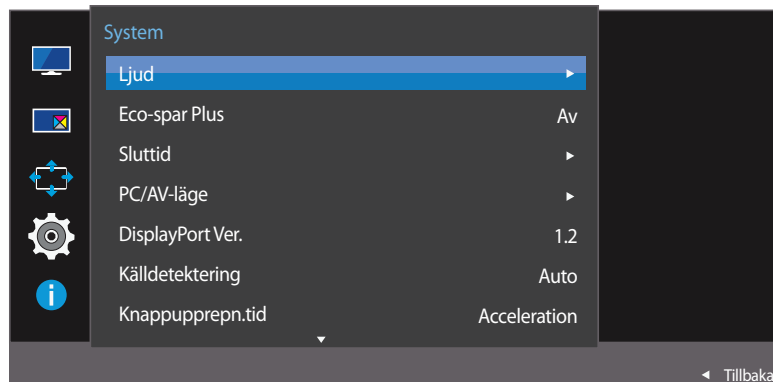 System
Ljud
Eco-spar Plus Av
Sluttid
PC/AV-läge
DisplayPort Ver. 1.2
Källdetektering Auto
Knappupprepn.tid Acceleration
Tillbaka